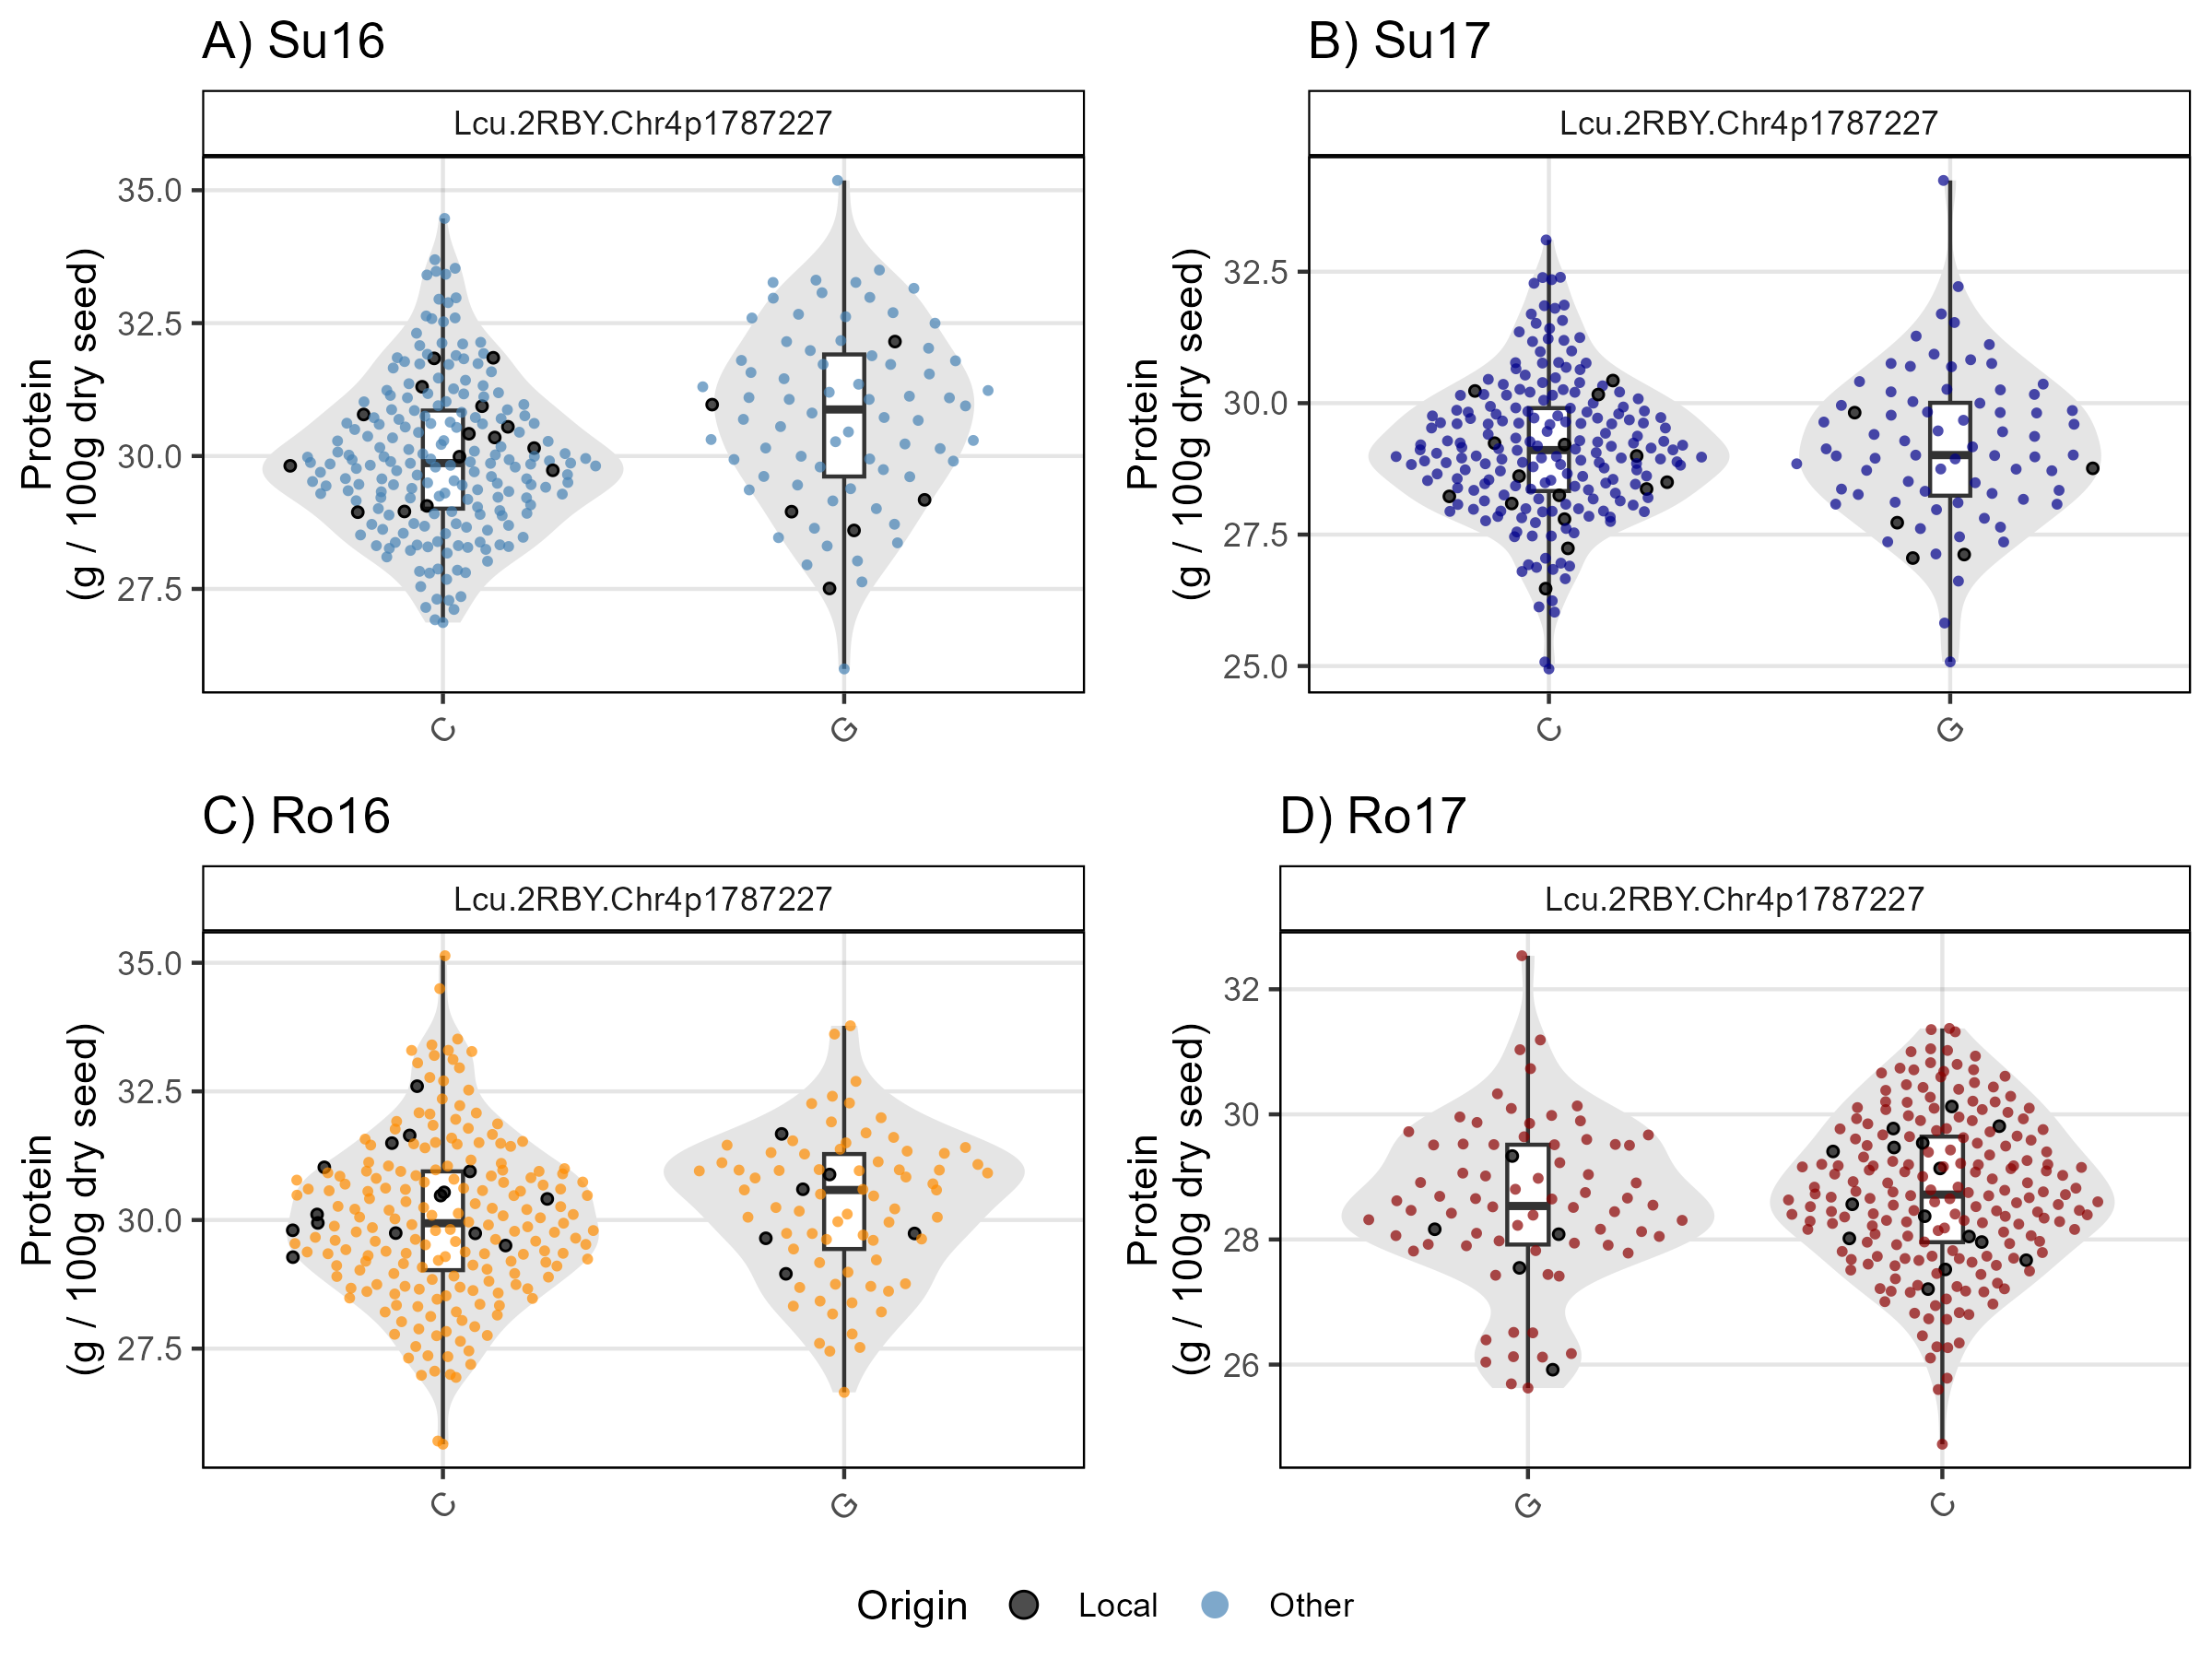 A) Su16
Lcu.2RBY.Chr4p1787227
Protein
(g / 100g dry seed)
35.0
32.5
30.0
27.5
C
G
B) Su17
Lcu.2RBY.Chr4p1787227
Protein
(g / 100g dry seed)
32.5
30.0
27.5
25.0
C
G
C) Ro16
Lcu.2RBY.Chr4p1787227
Protein
(g / 100g dry seed)
35.0
32.5
30.0
27.5
C
G
D) Ro17
Lcu.2RBY.Chr4p1787227
Protein
(g / 100g dry seed)
32
30
28
26
G
C
Origin Local Other